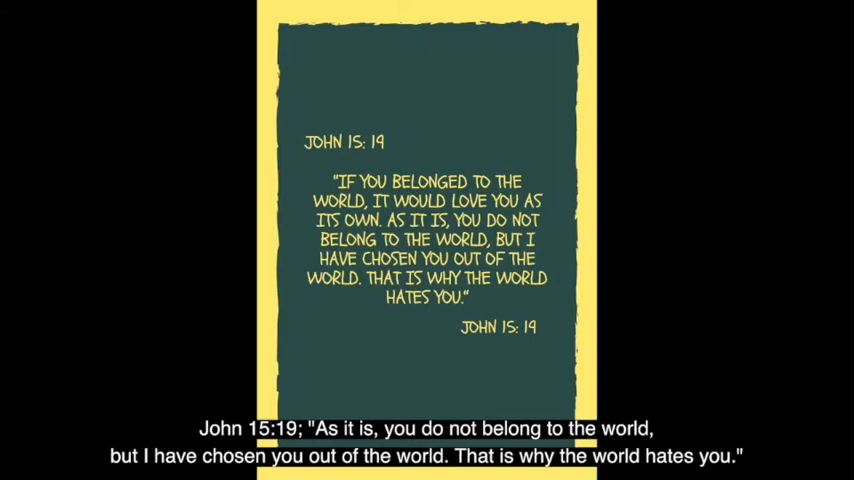 JOHN 15: 19
"IF YOU BELONGED TO THE
WORLD, IT WOULD LOVE YOU AS
ITS OWN. AS IT IS, YOU DO NOT
BELONG TO THE WORLD, BUT I
HAVE CHOSEN YOU OUT OF THE
WORLD. THAT IS WHY THE WORLD
HATES YOU."
JOHN 15: 19
John 15:19; "As it is, you do not belong to the world,
but I have chosen you out of the world. That is why the world hates you."